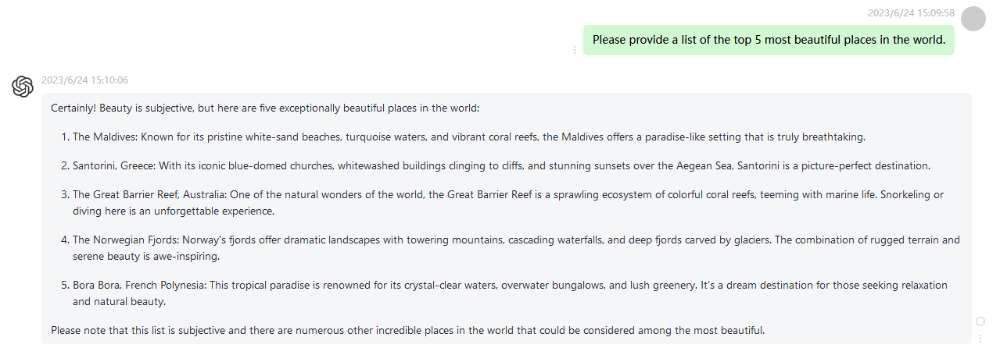 2023/6/24 15:09:58
Please provide a list of the top 5 most beautiful places in the world.
2023/6/24 15:10:06
Certainly! Beauty is subjective, but here are five exceptionally beautiful places in the world:
1. The Maldives: Known for its pristine white-sand beaches, turquoise waters, and vibrant coral reefs, the Maldives offers a paradise-like setting that is truly breathtaking.
2. Santorini, Greece: With its iconic blue-domed churches, whitewashed buildings clinging to cliffs, and stunning sunsets over the Aegean Sea, Santorini is a picture-perfect destination.
3. The Great Barrier Reef, Australia: One of the natural wonders of the world, the Great Barrier Reef is a sprawling ecosystem of colorful coral reefs, teeming with marine life. Snorkeling or
diving here is an unforgettable experience.
4. The Norwegian Fjords: Norway's fjords offer dramatic landscapes with towering mountains, cascading waterfalls, and deep fjords carved by glaciers. The combination of rugged terrain and
serene beauty is awe-inspiring.
5. Bora Bora, French Polynesia: This tropical paradise is renowned for its crystal-clear waters, overwater bungalows, and lush greenery. It's a dream destination for those seeking relaxation
and natural beauty.
Please note that this list is subjective and there are numerous other incredible places in the world that could be considered among the most beautiful.